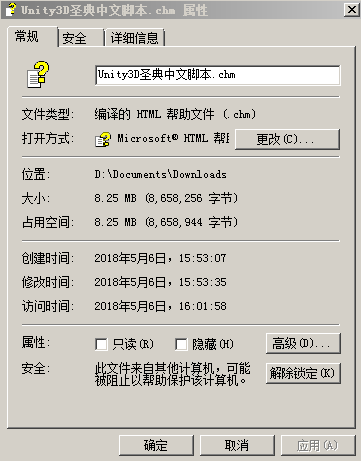 Unity3D圣典中文脚本.chm 属性
常规 安全 详细信息
Unity3D圣典中文脚本.chm
文件类型: 编译的 HTML 帮助文件 (.chm)
打开方式: Microsoft® HTML 帮 更改(C)...
位置: D:\Documents\Downloads
大小: 8.25 MB (8,658,256 字节)
占用空间: 8.25 MB (8,658,944 字节)
创建时间: 2018年5月6日，15:53:07
修改时间: 2018年5月6日，15:53:35
访问时间: 2018年5月6日，16:01:58
属性: 只读(R) 隐藏(H) 高级(D)...
安全: 此文件来自其他计算机，可能
被阻止以帮助保护该计算机。 解除锁定(K)
确定 取消 应用(A)